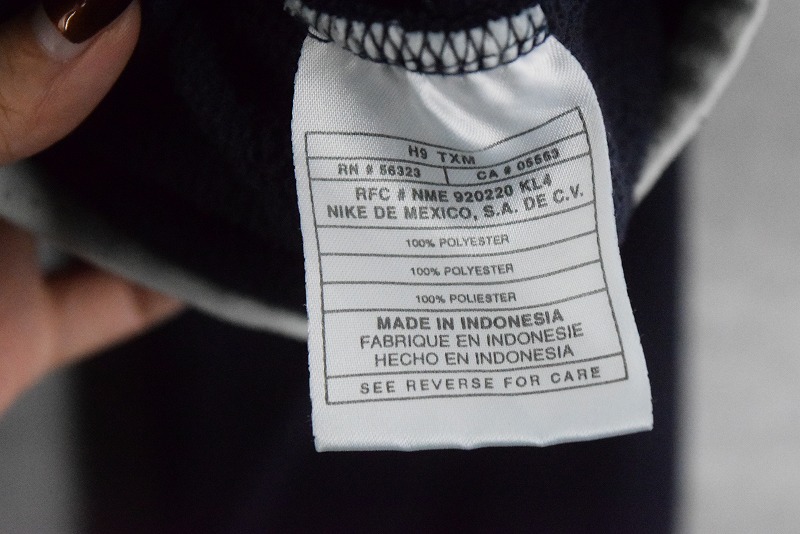 H9 TXM
RN # 56323 CA # 05553
RFC # NME 920220 KL4
NIKE DE MEXICO, S.A. DE C.V.
100% POLYESTER
100% POLYESTER
100% POLIESTER
MADE IN INDONESIA
FABRIQUE EN INDONESIE
HECHO EN INDONESIA
SEE REVERSE FOR CARE